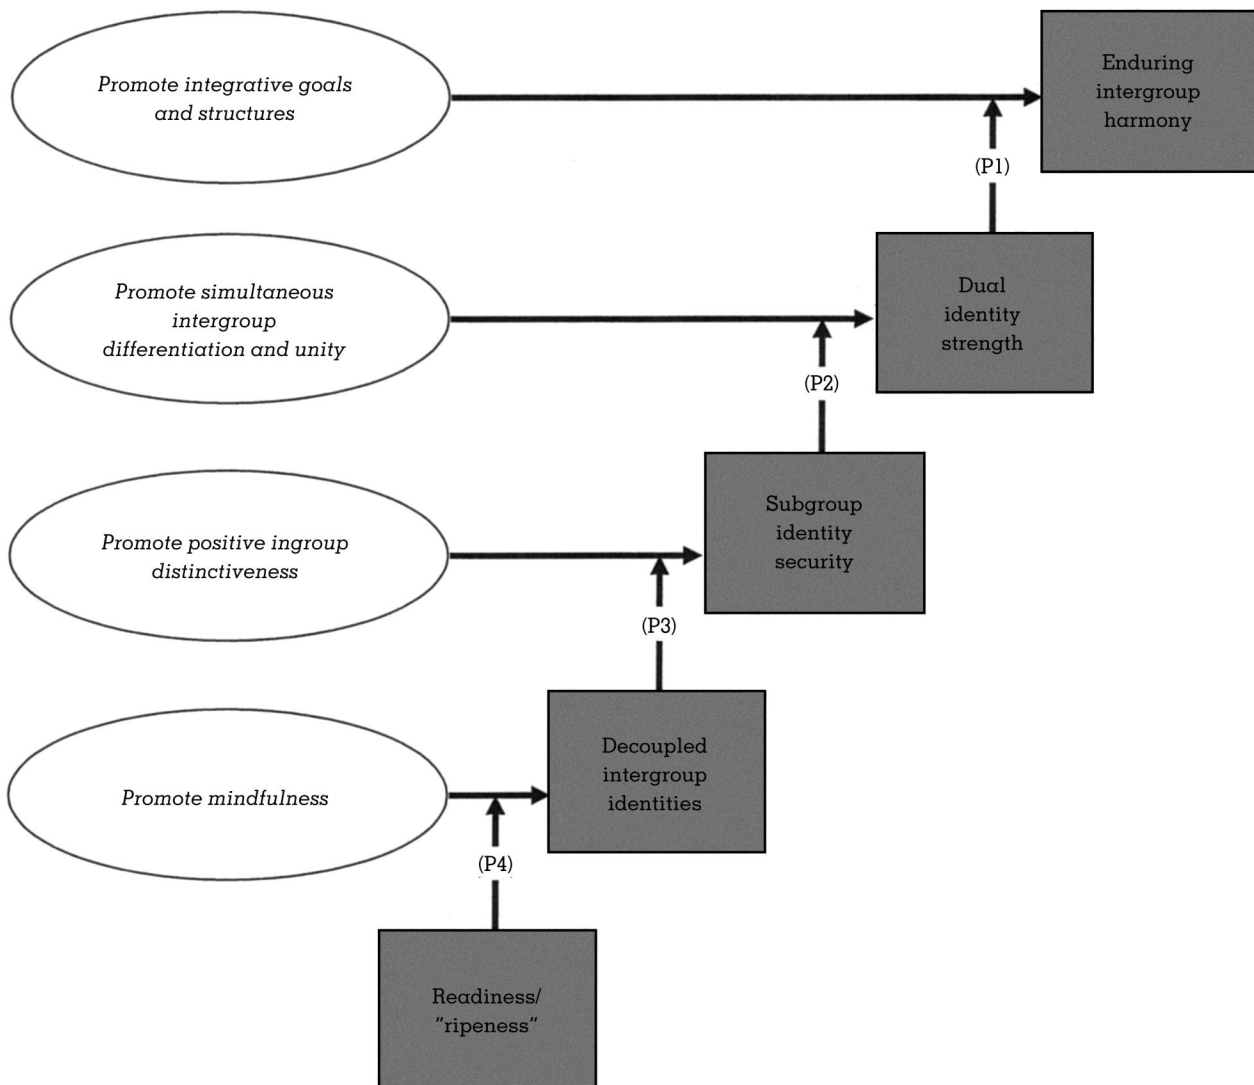 Promote integrative goals
and structures
Enduring
intergroup
harmony
(P1)
Promote simultaneous
intergroup
differentiation and unity
Dual
identity
strength
(P2)
Promote positive ingroup
distinctiveness
Subgroup
identity
security
(P3)
Promote mindfulness
Decoupled
intergroup
identities
(P4)
Readiness/
"ripeness"